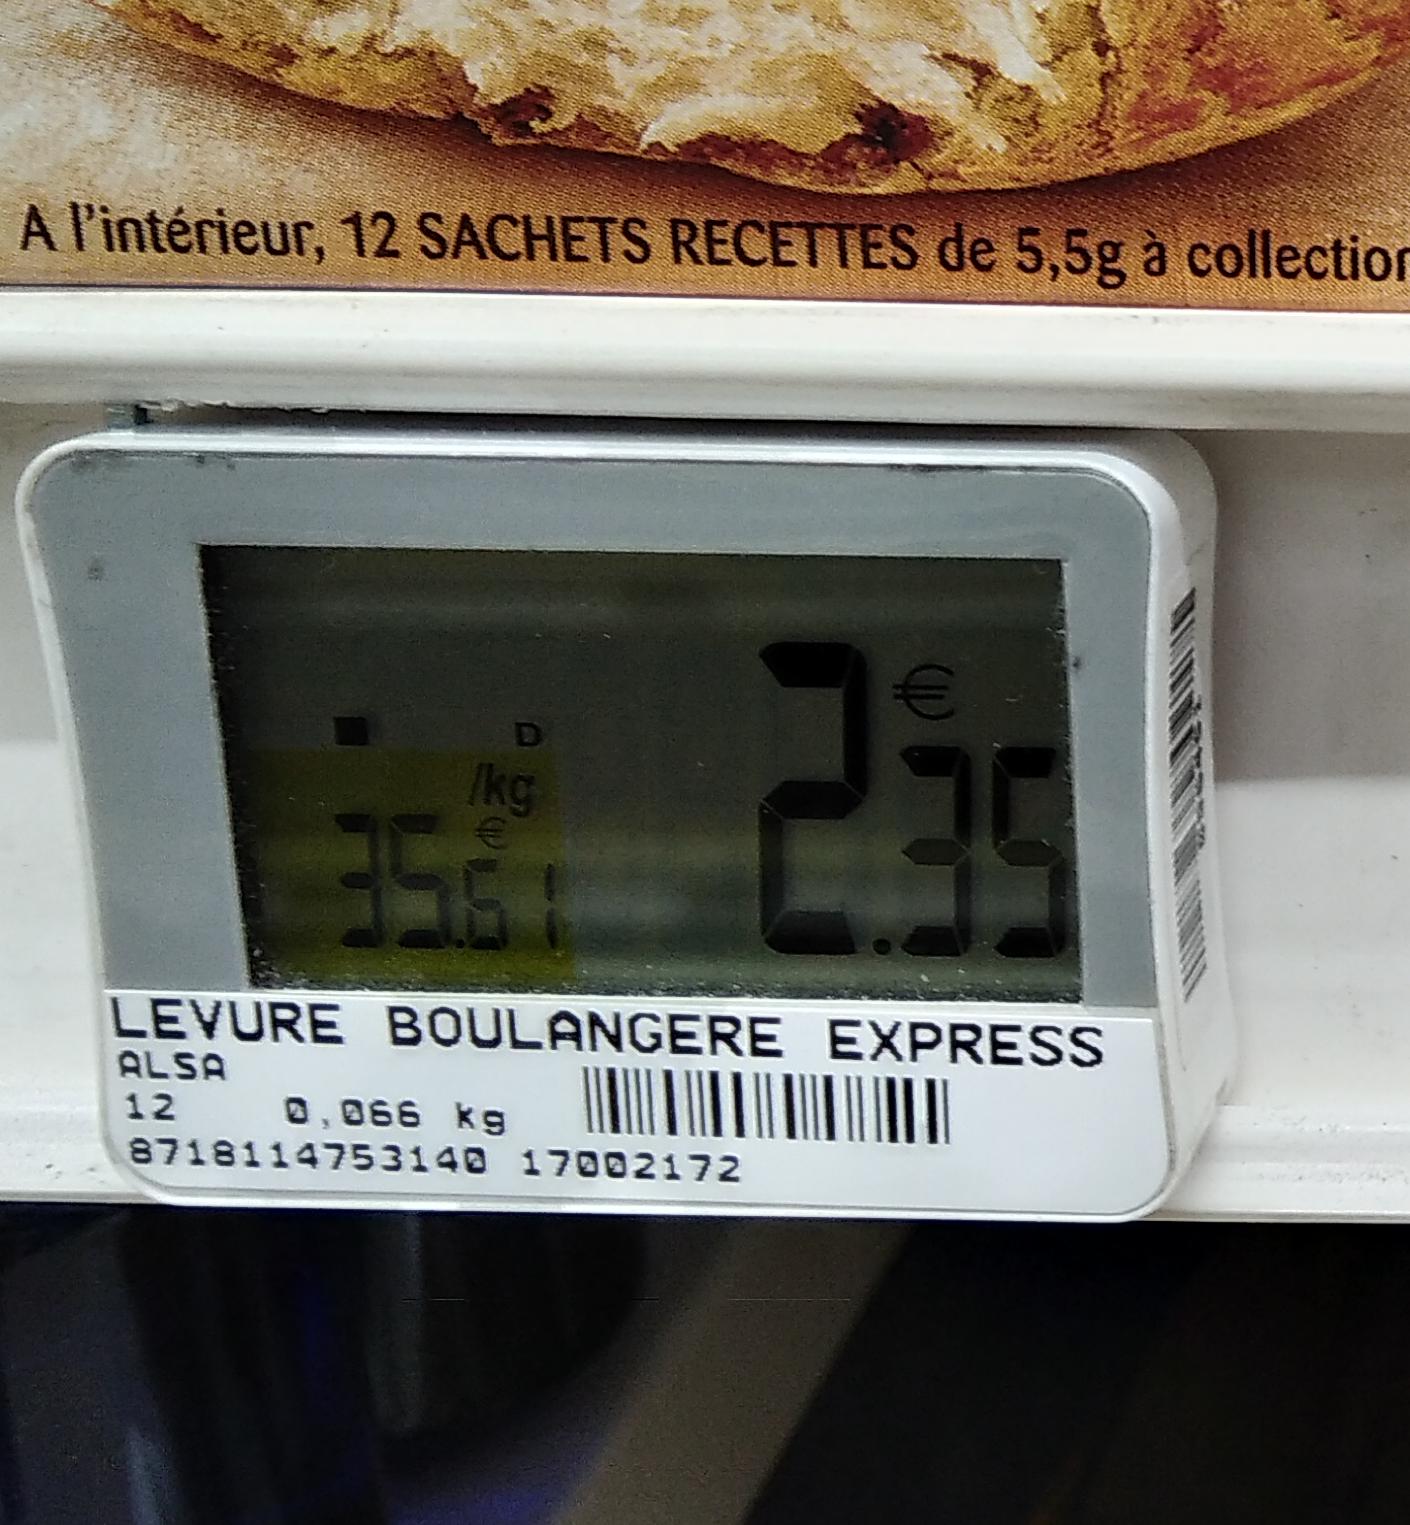 A l'intérieur, 12 SACHETS RECETTES de 5,5g à collection
D
/kg
€
35.61
2.35 €
LEVURE BOULANGERE EXPRESS
ALSA
12 0,066 kg
8718114753140 17002172